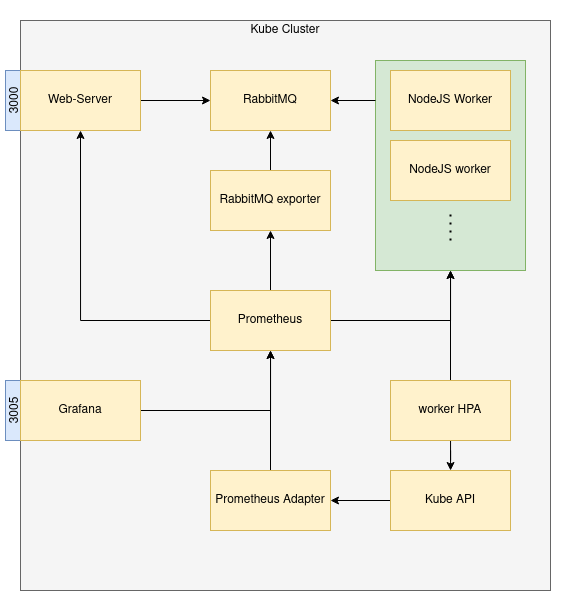 Kube Cluster
3000
Web-Server
RabbitMQ
NodeJS Worker
NodeJS worker
RabbitMQ exporter
Prometheus
3005
Grafana
worker HPA
Prometheus Adapter
Kube API